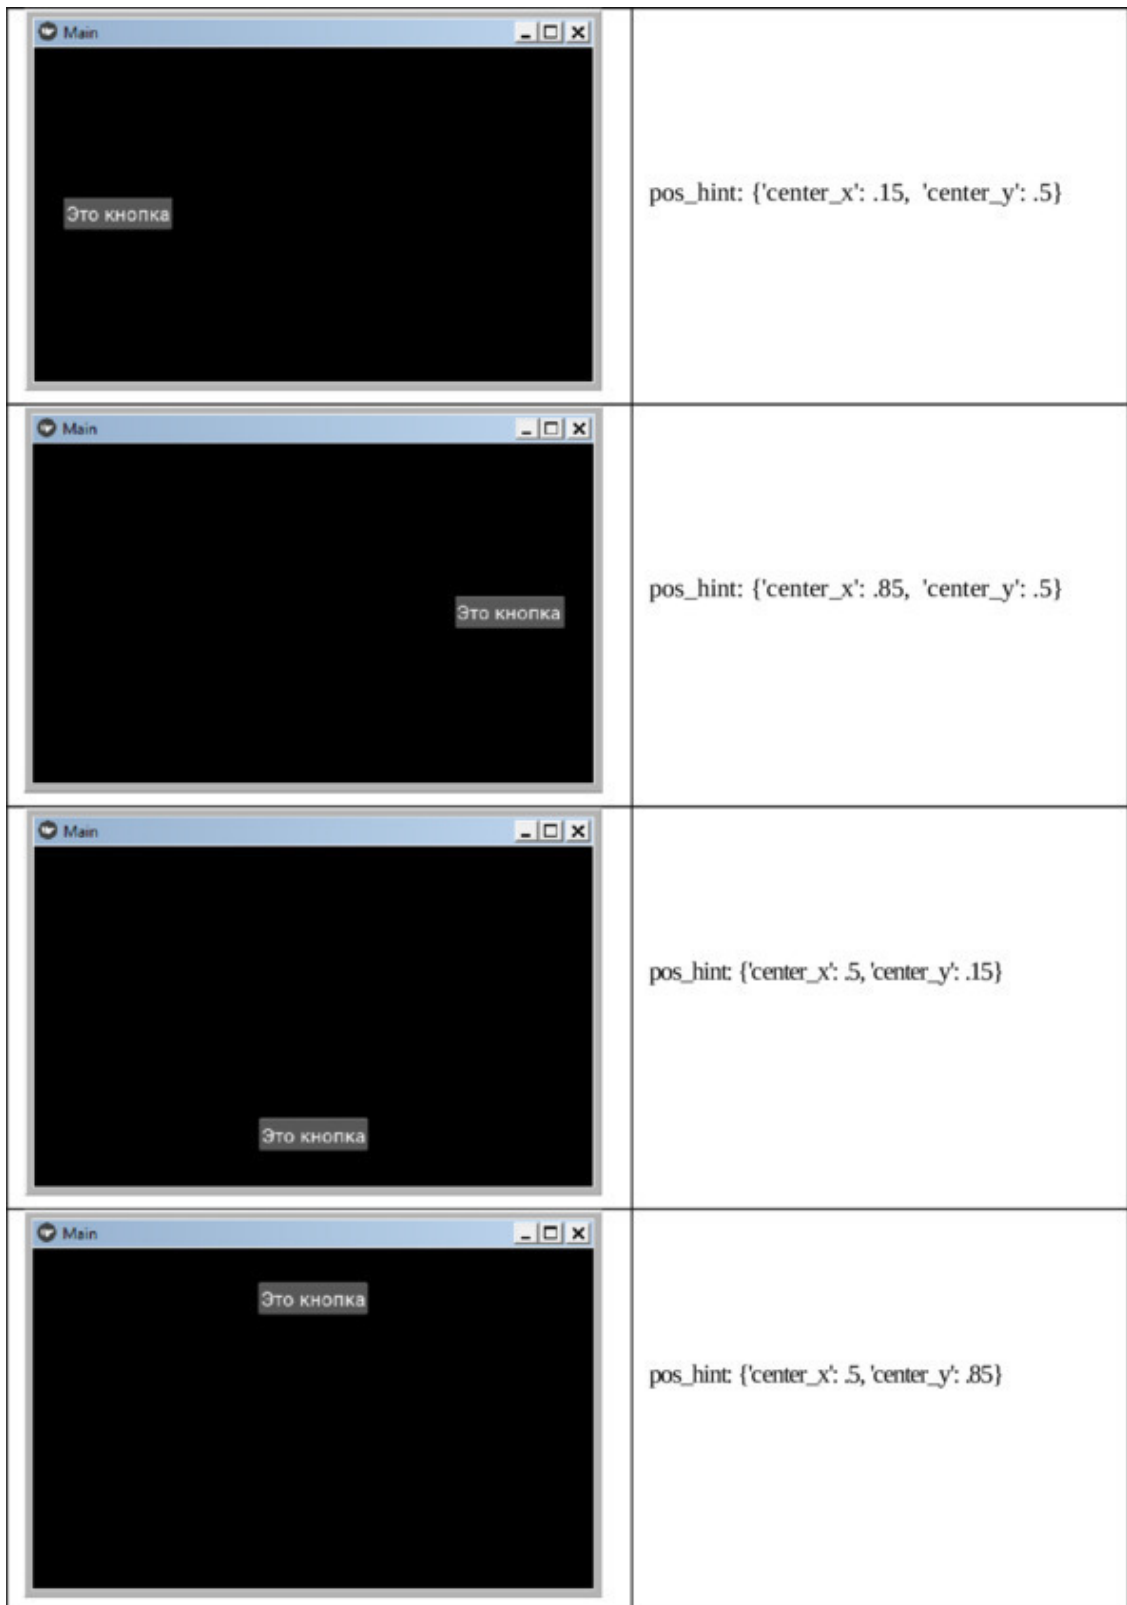 Main
Это кнопка
pos_hint: {'center_x': .15, 'center_y': .5}
Main
Это кнопка
pos_hint: {'center_x': .85, 'center_y': .5}
Main
Это кнопка
pos_hint: {'center_x': .5, 'center_y': .15}
Main
Это кнопка
pos_hint: {'center_x': .5, 'center_y': .85}